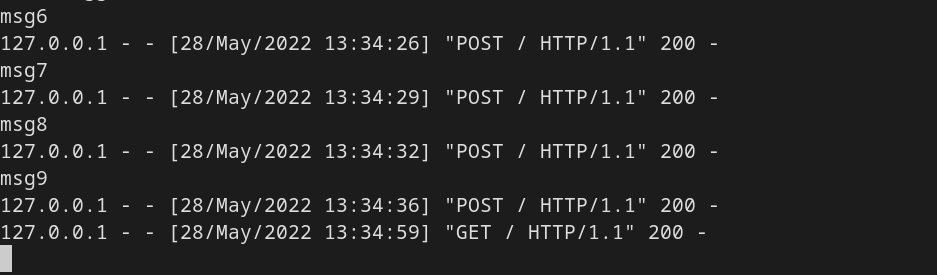 msg6
127.0.0.1 - - [28/May/2022 13:34:26] "POST / HTTP/1.1" 200 -
msg7
127.0.0.1 - - [28/May/2022 13:34:29] "POST / HTTP/1.1" 200 -
msg8
127.0.0.1 - - [28/May/2022 13:34:32] "POST / HTTP/1.1" 200 -
msg9
127.0.0.1 - - [28/May/2022 13:34:36] "POST / HTTP/1.1" 200 -
127.0.0.1 - - [28/May/2022 13:34:59] "GET / HTTP/1.1" 200 -